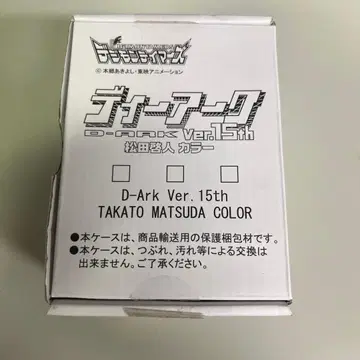 デジモンテイマーズ
©本郷あきよし・東映アニメーション
ディーアーク
D-ARK Ver.15th
松田啓人 カラー
D-Ark Ver.15th
TAKATO MATSUDA COLOR
●本ケースは、商品輸送用の保護梱包材です。
●本ケースは、つぶれ、汚れ等による交換は
出来ません。ご了承ください。